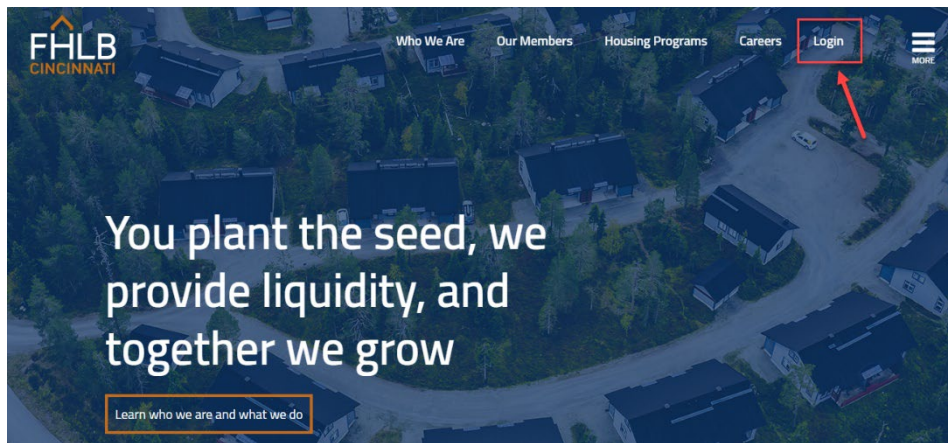 FHLB
CINCINNATI
Who We Are
Our Members
Housing Programs
Careers
Login
MORE
You plant the seed, we
provide liquidity, and
together we grow
Learn who we are and what we do